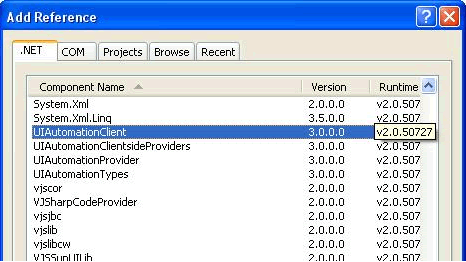 Add Reference
.NET COM Projects Browse Recent
Component Name Version Runtime
System.Xml 2.0.0.0 v2.0.507
System.Xml.Linq 3.5.0.0 v2.0.507
UIAutomationClient 3.0.0.0 v2.0.50727
UIAutomationClientsideProviders 3.0.0.0 v2.0.507
UIAutomationProvider 3.0.0.0 v2.0.507
UIAutomationTypes 3.0.0.0 v2.0.507
vjscor 2.0.0.0 v2.0.507
VJSharpCodeProvider 2.0.0.0 v2.0.507
vjsjbc 2.0.0.0 v2.0.507
vjslib 2.0.0.0 v2.0.507
vjslibcw 2.0.0.0 v2.0.507
VJSSupUILib 2.0.0.0 v2.0.507